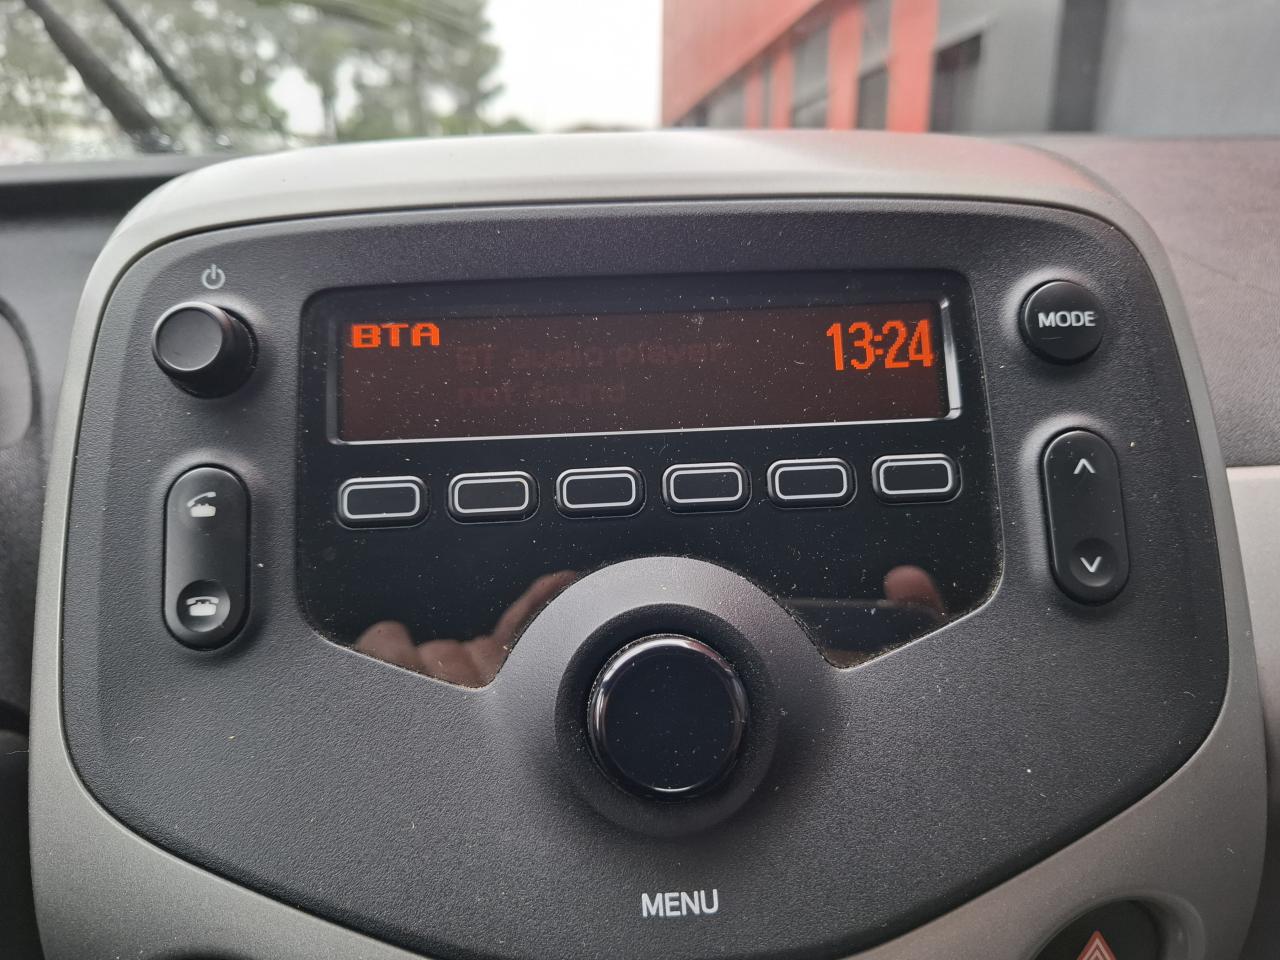 BTA
13:24
BT audio player
not found
MODE
MENU